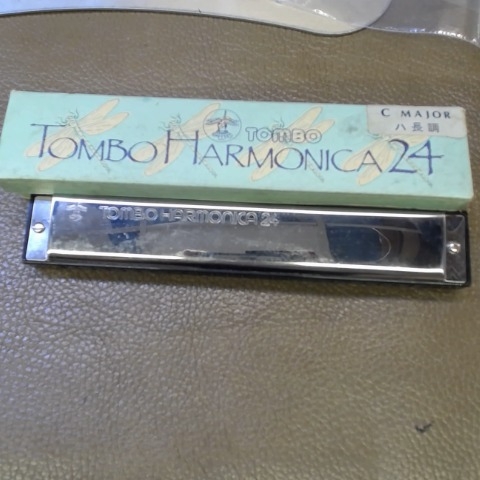 C MAJOR
ハ長調
TOMBO
TOMBO HARMONICA 24
TOMBO HARMONICA 24